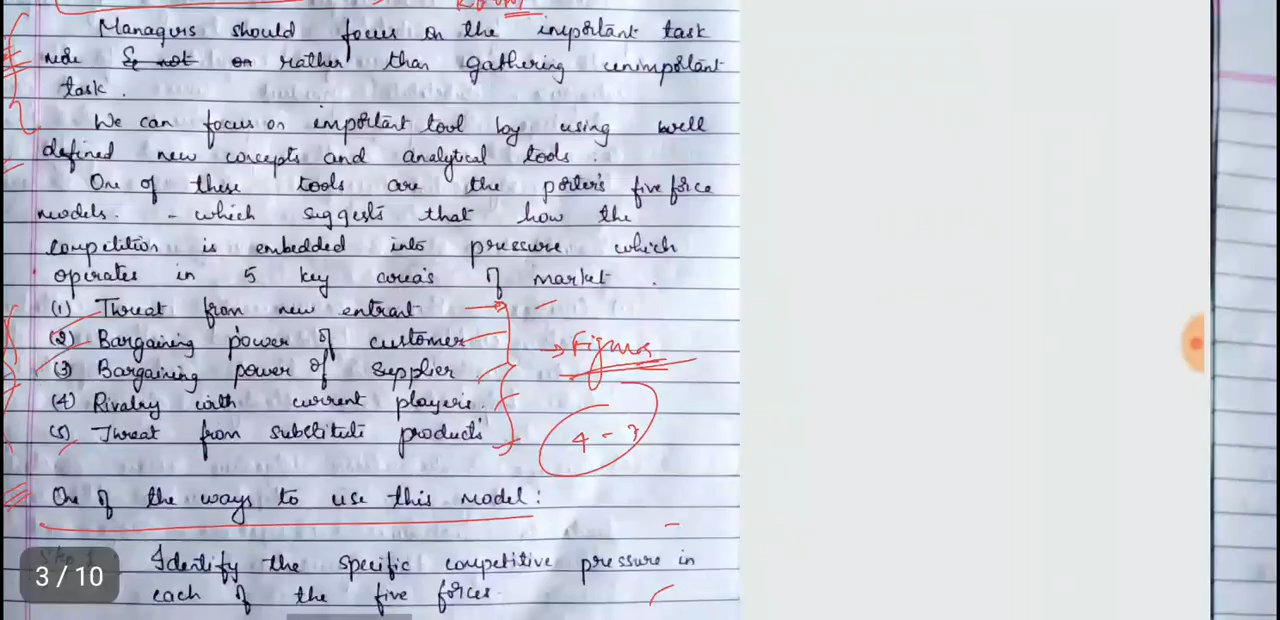 Managers should focus on the important task
rather than gathering unimportant
task.
We can focus on important tool by using well
defined new concepts and analytical tools.
One of these tools are the porter's five force
models. - which suggests that how the
competition is embedded into pressure which
operates in 5 key area's of market.
(1) Threat from new entrant
(2) Bargaining power of customer
(3) Bargaining power of supplier
→ Figure
(4) Rivalry with current players.
(5) Threat from substitute products
4 -
One of the ways to use this model:
Step 1 Identify the specific competitive pressure in
3 / 10
each of the five forces.